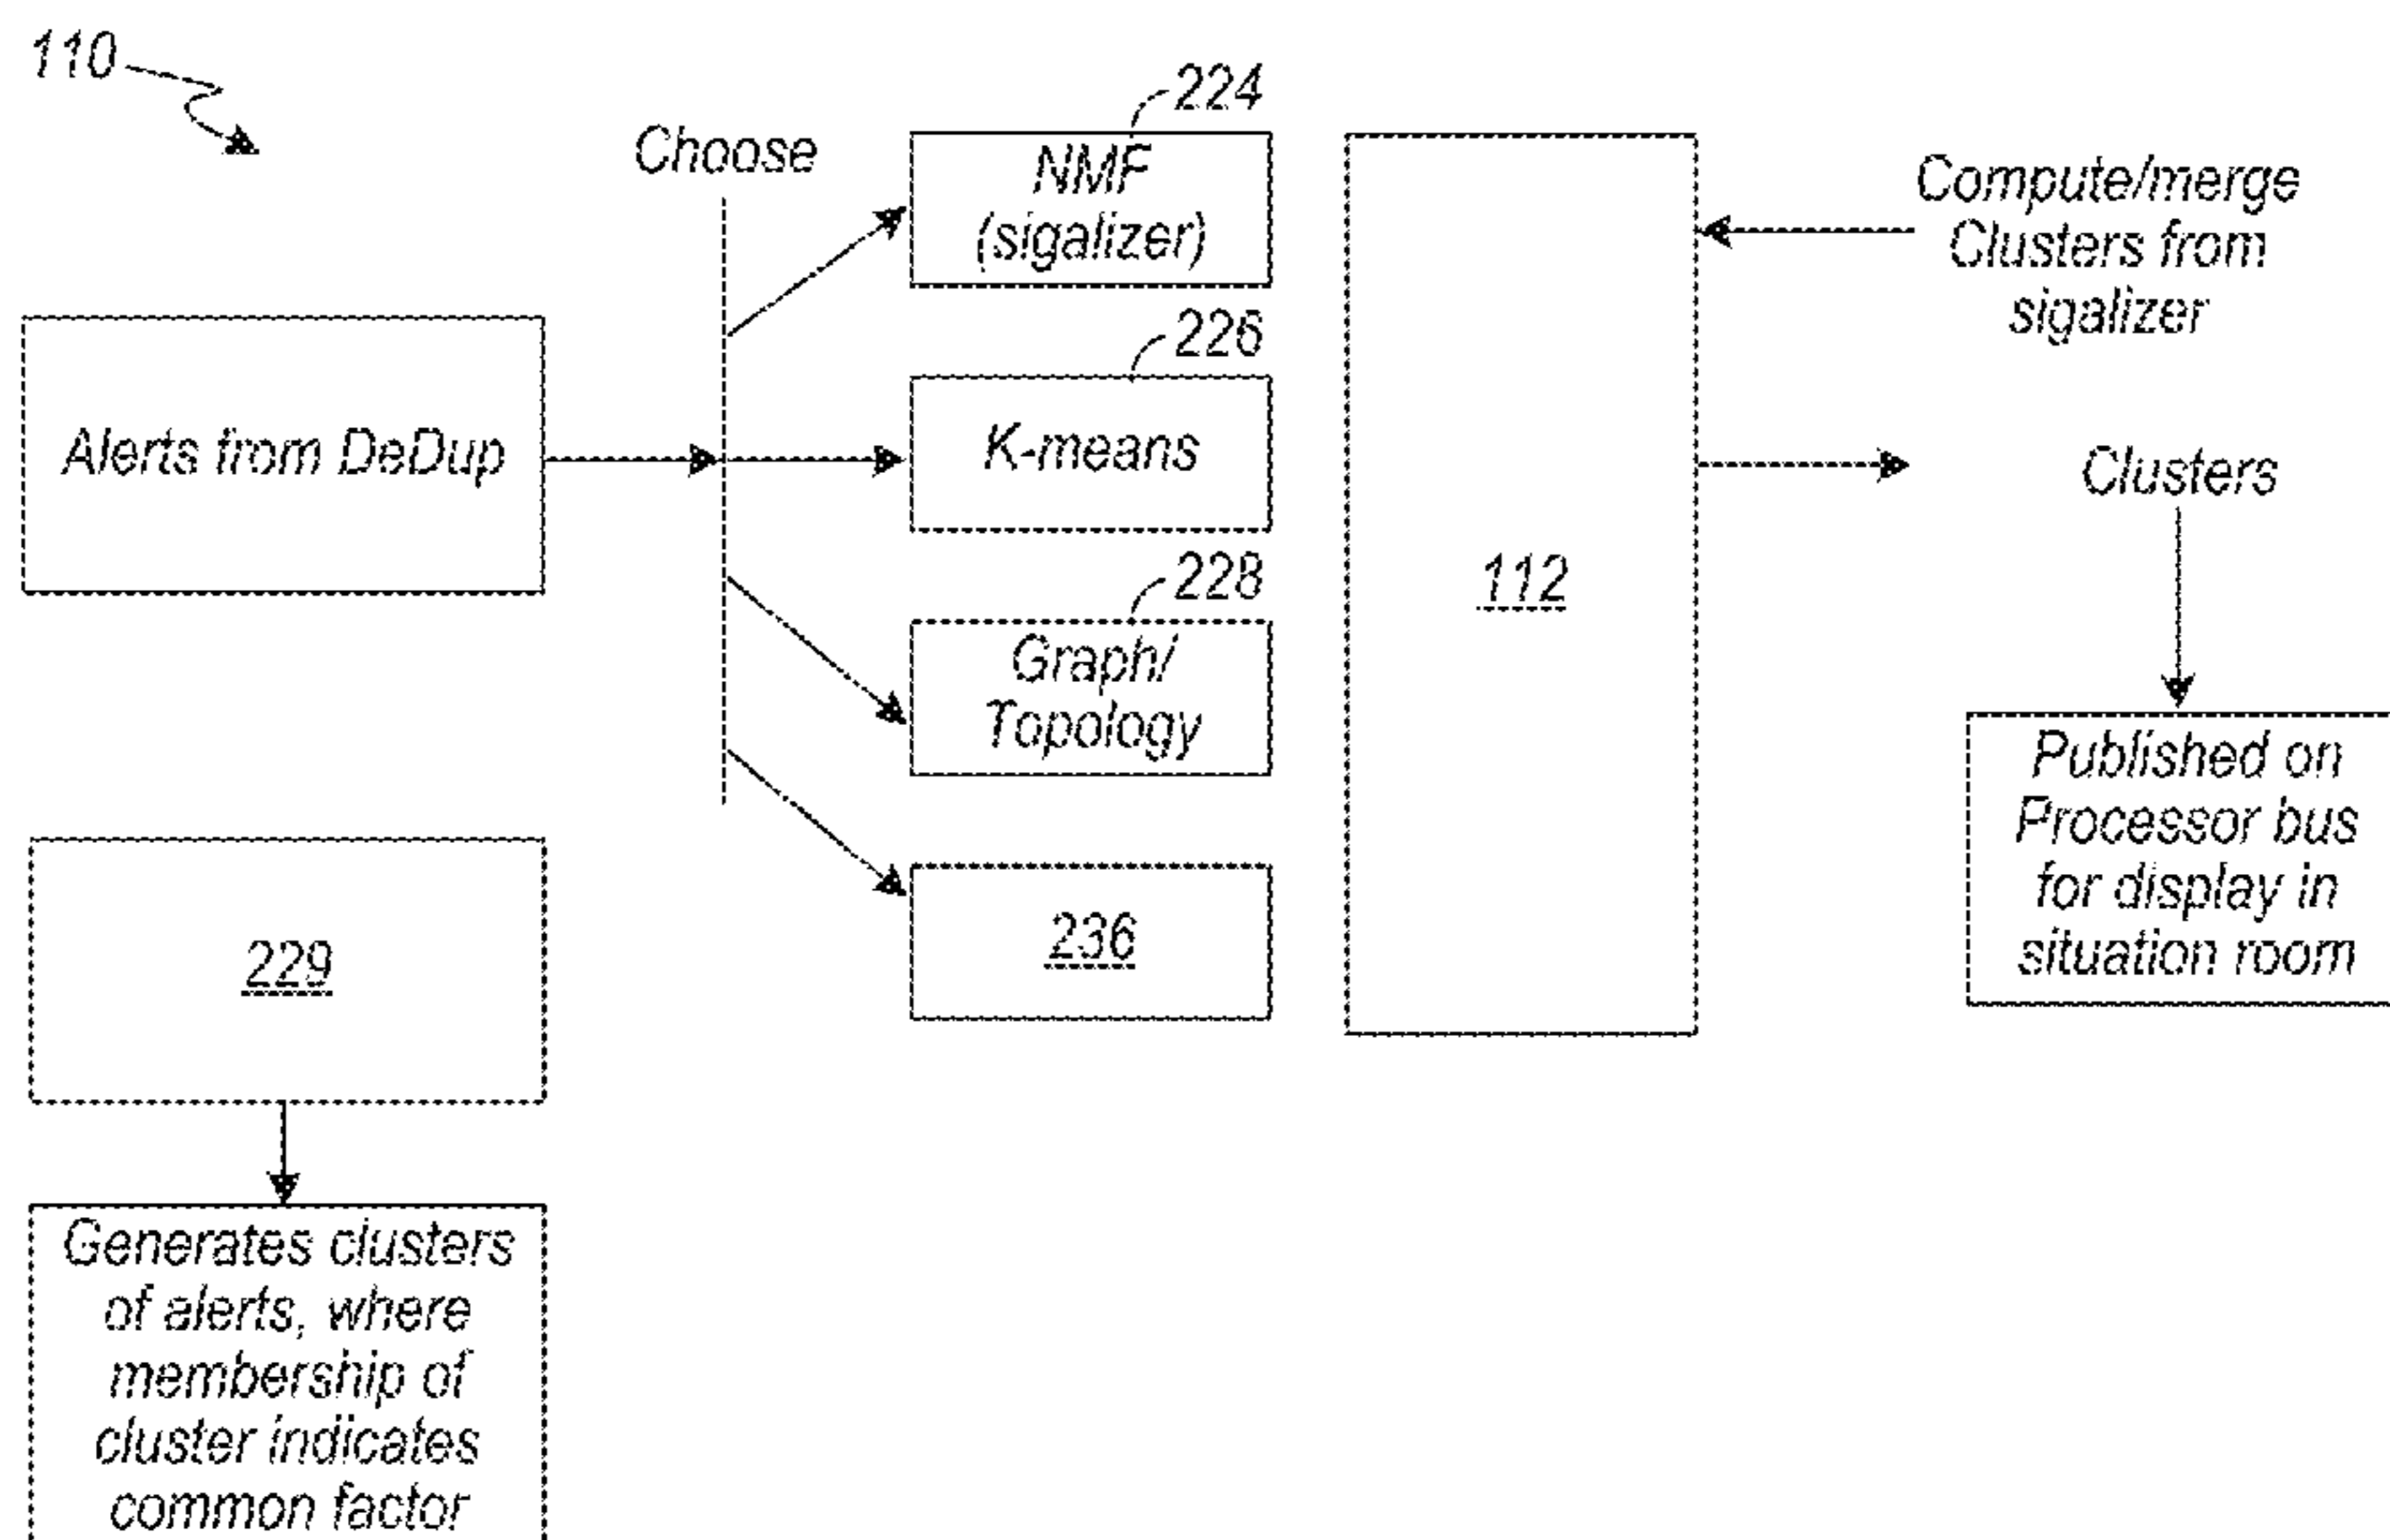 110
Choose
224
NMF
(sigalizer)
226
K-means
228
Graph/
Topology
236
Alerts from DeDup
112
Compute/merge
Clusters from
sigalizer
Clusters
Published on
Processor bus
for display in
situation room
229
Generates clusters
of alerts, where
membership of
cluster indicates
common factor